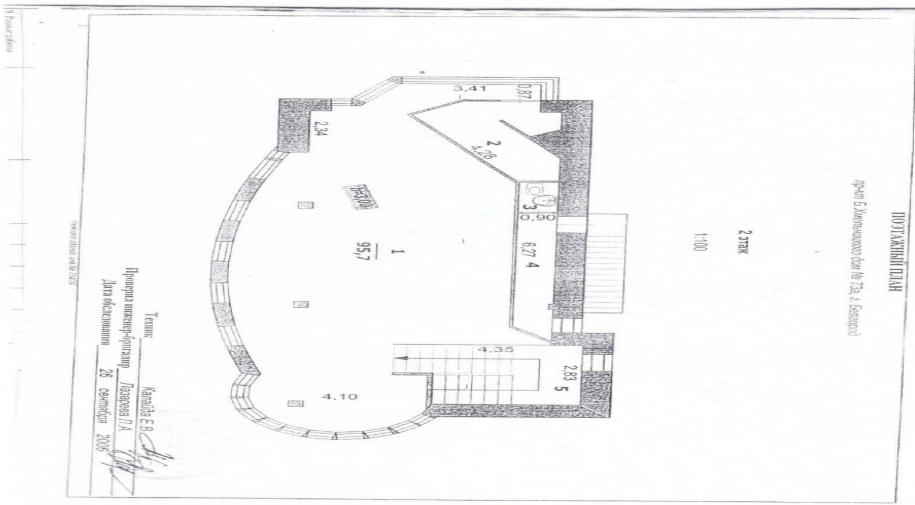 ПОЭТАЖНЫЙ ПЛАН
пр-кт Б.Хмельницкого дом № 73а, г. Белгород
2 этаж
1:100
3,41
0,87
2,34
2
4,28
3
0,90
6,27
4
1
95,7
4,35
2,83
5
4,10
Техник
Калайда Е.В.
Проверил инженер-бригадир
Лазарева Л.А.
Дата обследования
26 сентября 2006